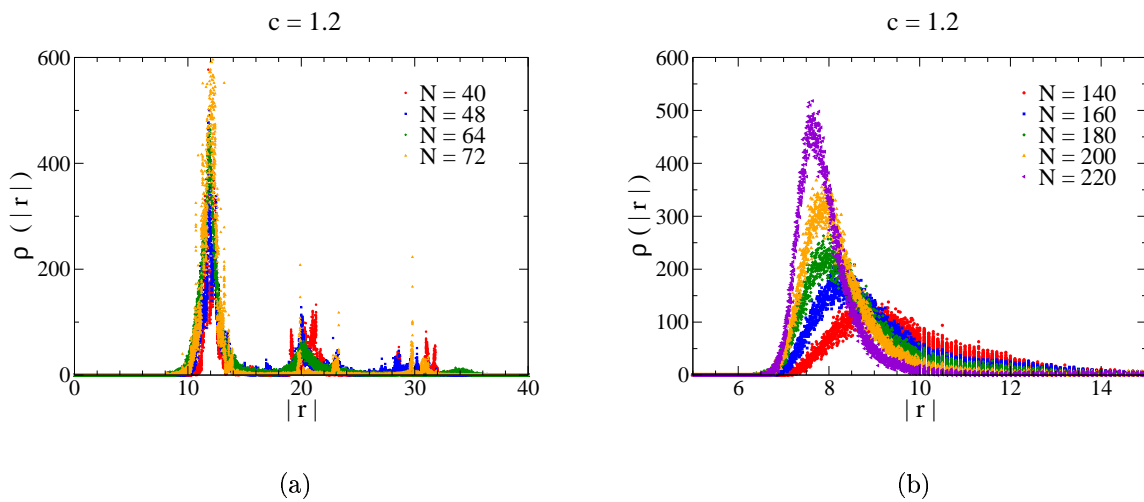 c = 1.2
600
400
200
0
ρ ( | r | )
N = 40
N = 48
N = 64
N = 72
0 10 20 30 40
| r |
(a)
c = 1.2
600
500
400
300
200
100
0
ρ ( | r | )
N = 140
N = 160
N = 180
N = 200
N = 220
6 8 10 12 14
| r |
(b)